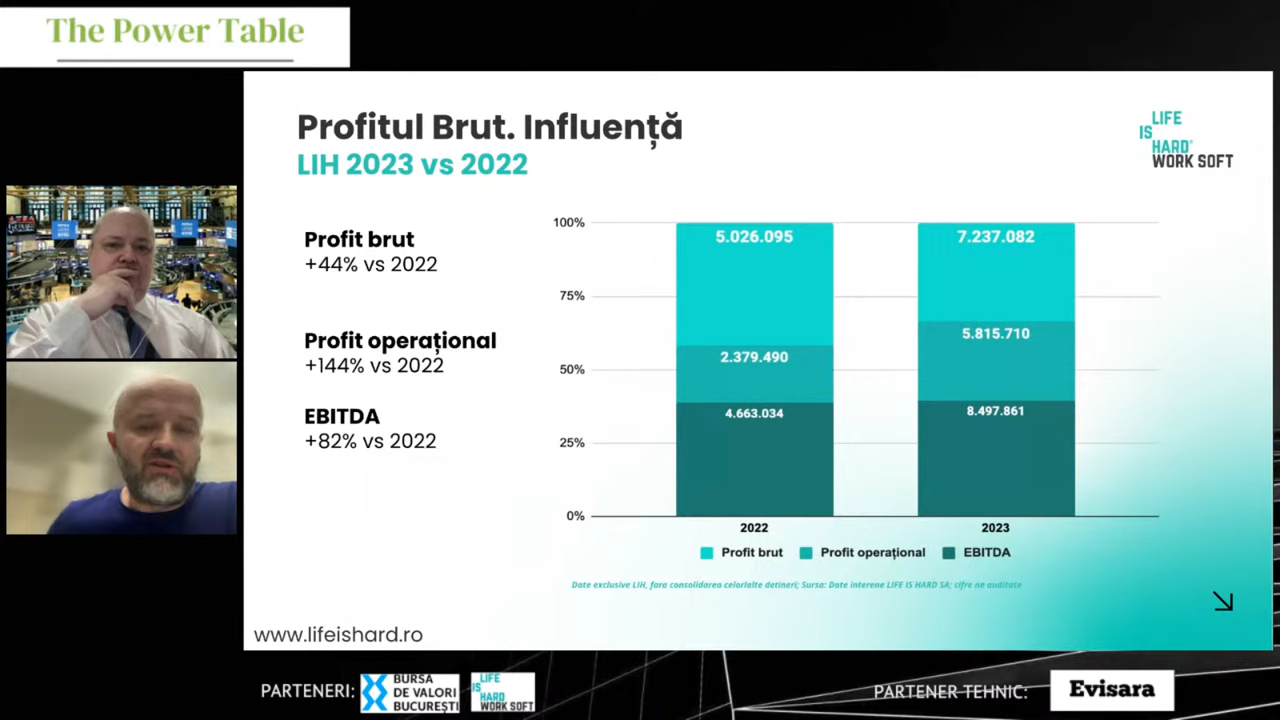 The Power Table
Profitul Brut. Influență
LIH 2023 vs 2022
LIFE
IS
HARD®
WORK SOFT
Profit brut
+44% vs 2022
Profit operațional
+144% vs 2022
EBITDA
+82% vs 2022
100%
75%
50%
25%
0%
5.026.095
7.237.082
2.379.490
5.815.710
4.663.034
8.497.861
2022
2023
Profit brut
Profit operațional
EBITDA
Date exclusive LIH, fara consolidarea celorlalte detineri; Sursa: Date interene LIFE IS HARD SA; cifre ne auditate
www.lifeishard.ro
PARTENERI:
BURSA
DE VALORI
BUCUREȘTI
LIFE
IS
HARD
WORK SOFT
PARTENER TEHNIC:
Evisara